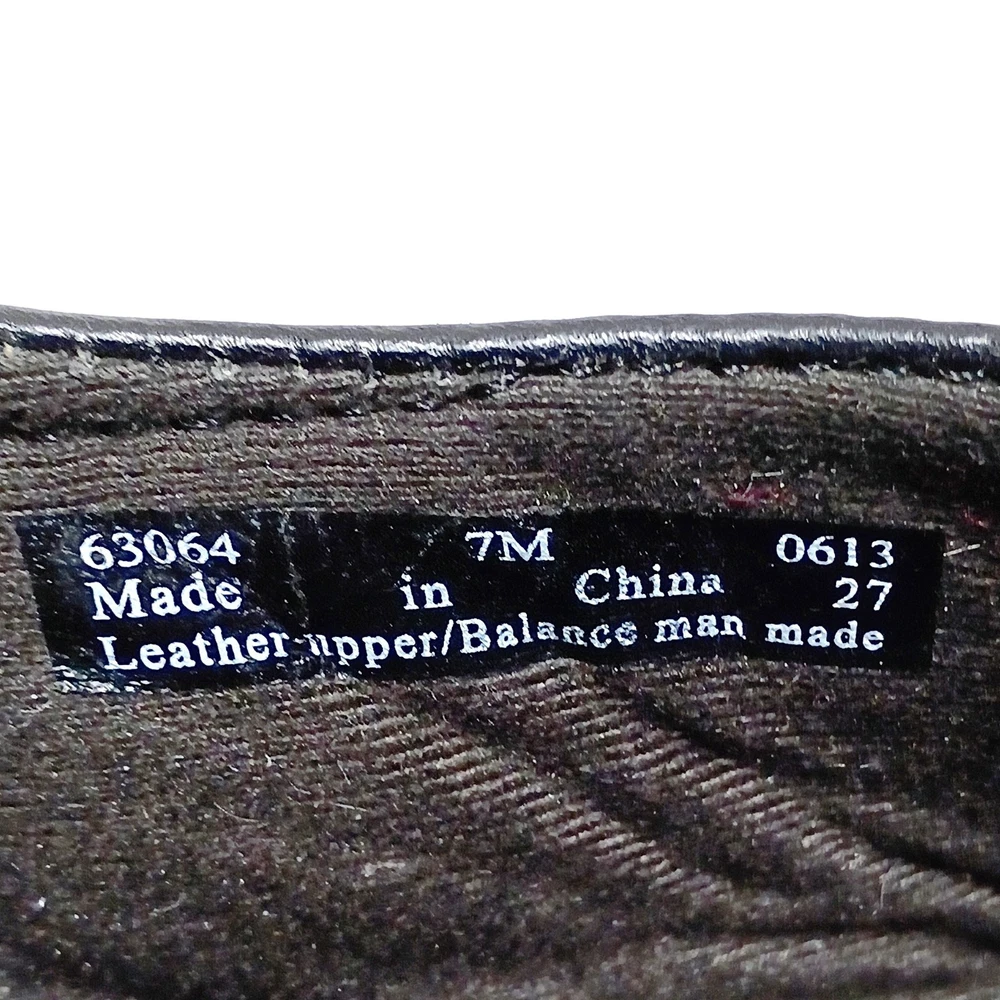 63064 7M 0613
Made in China 27
Leather upper/Balance man made